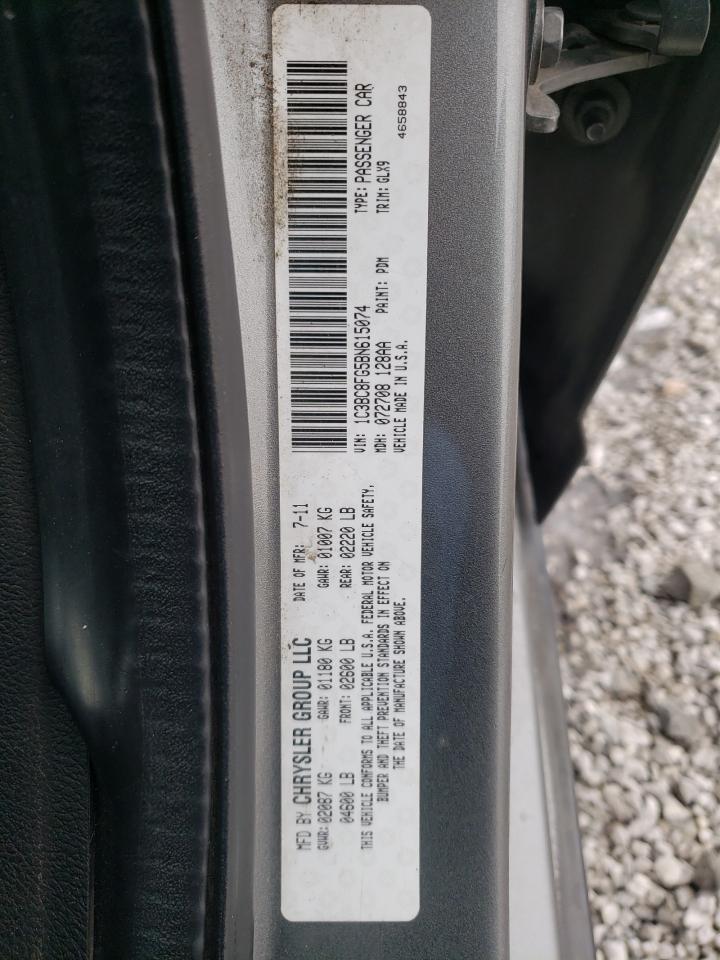 MFD BY CHRYSLER GROUP LLC DATE OF MFR: 7-11
GVWR: 02087 KG GAWR: 01180 KG GAWR: 01007 KG
04600 LB FRONT: 02600 LB REAR: 02220 LB
THIS VEHICLE CONFORMS TO ALL APPLICABLE U.S.A. FEDERAL MOTOR VEHICLE SAFETY,
BUMPER AND THEFT PREVENTION STANDARDS IN EFFECT ON
THE DATE OF MANUFACTURE SHOWN ABOVE.
VIN: 1C3BC8FG5BN615074 TYPE: PASSENGER CAR
MDH: 072708 128AA PAINT: PDM TRIM: GLX9
VEHICLE MADE IN U.S.A. 4658843